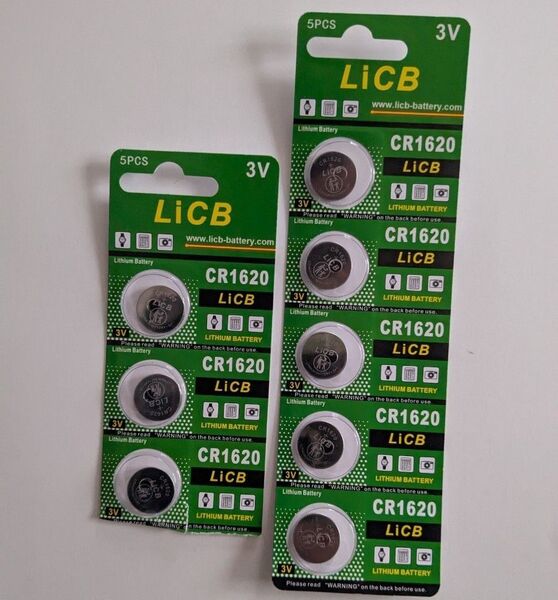 5PCS
3V
LiCB
www.licb-battery.com
Lithium Battery
CR1620
LiCB
3V
LITHIUM BATTERY
Please read "WARNING" on the back before use.
CR1620
LiCB
3V
LITHIUM BATTERY
Please read "WARNING" on the back before use.
Lithium Battery
CR1620
LiCB
3V
LITHIUM BATTERY
5PCS
3V
LiCB
www.licb-battery.com
Lithium Battery
CR1620
LiCB
3V
LITHIUM BATTERY
Please read "WARNING" on the back before use.
Lithium Battery
CR1620
LiCB
3V
LITHIUM BATTERY
Please read "WARNING" on the back before use.
Lithium Battery
CR1620
LiCB
3V
LITHIUM BATTERY
Please read "WARNING" on the back before use.
Lithium Battery
CR1620
LiCB
3V
LITHIUM BATTERY
Please read "WARNING" on the back before use.
Lithium Battery
CR1620
LiCB
3V
LITHIUM BATTERY
Please read "WARNING" on the back before use.